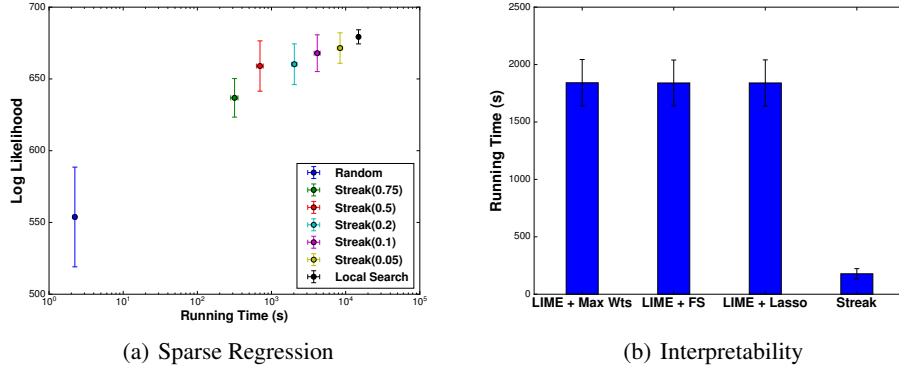 700
650
600
550
500
Log Likelihood
Random
Streak(0.75)
Streak(0.5)
Streak(0.2)
Streak(0.1)
Streak(0.05)
Local Search
10^0 10^1 10^2 10^3 10^4 10^5
Running Time (s)
(a) Sparse Regression
2500
2000
1500
1000
500
0
Running Time (s)
LIME + Max Wts LIME + FS LIME + Lasso Streak
(b) Interpretability